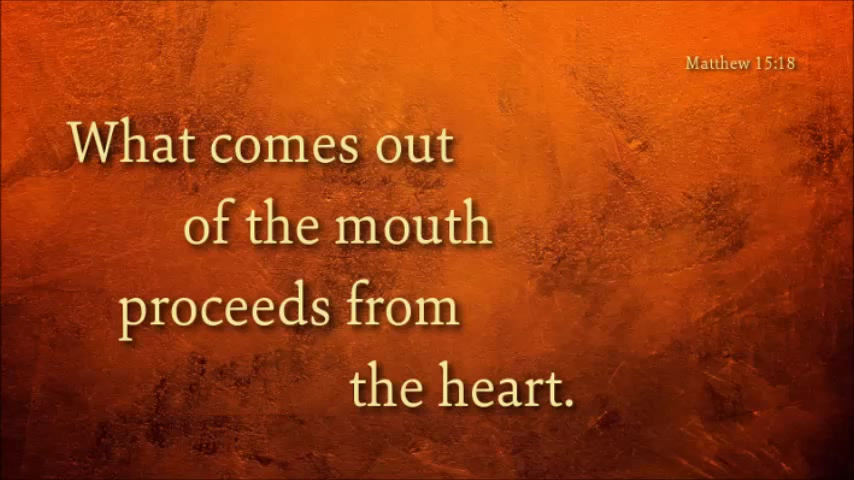 Matthew 15:18
What comes out
of the mouth
proceeds from
the heart.